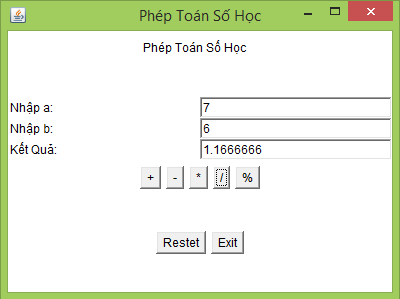 Phép Toán Số Học
Phép Toán Số Học
Nhập a: 7
Nhập b: 6
Kết Quả: 1.1666666
+ - * / %
Restet Exit